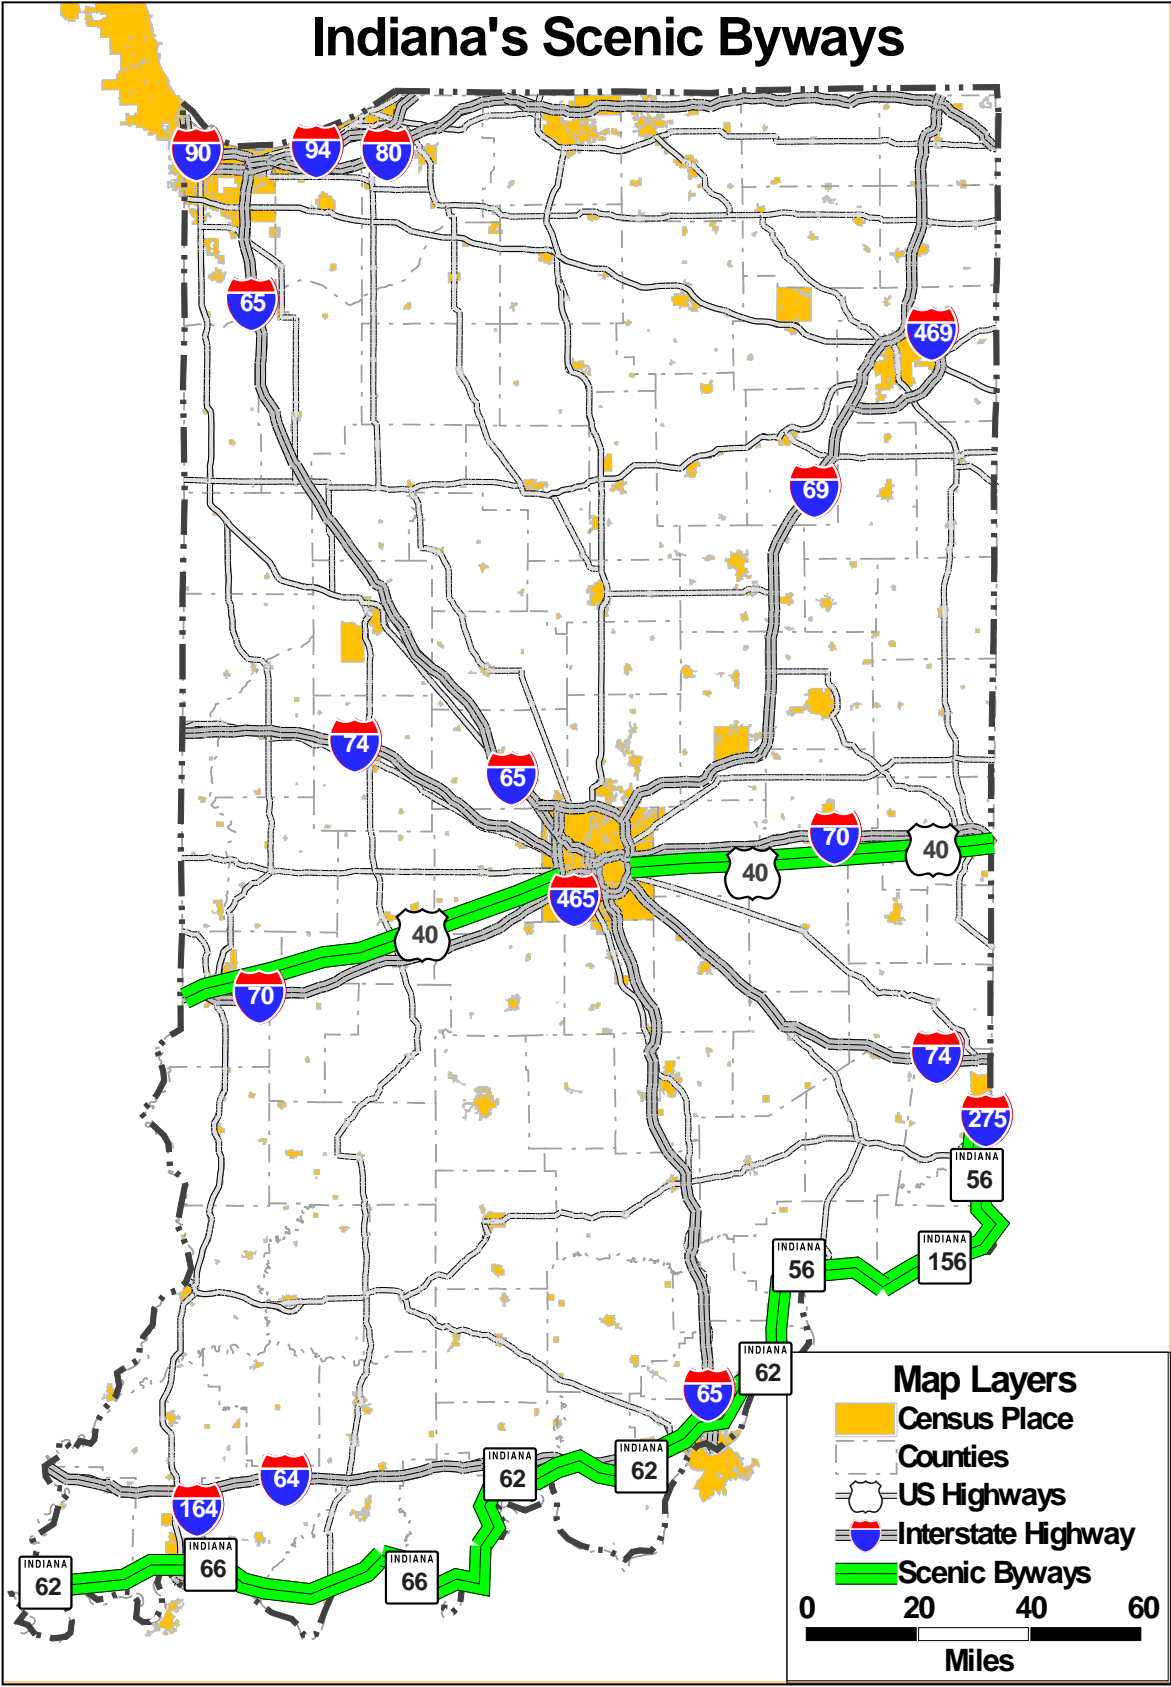 Indiana's Scenic Byways
90
94
80
65
469
69
74
65
70
40
40
465
40
70
74
275
INDIANA
56
INDIANA
56
INDIANA
156
INDIANA
62
65
INDIANA
62
INDIANA
62
64
164
INDIANA
66
INDIANA
66
INDIANA
62
Map Layers
Census Place
Counties
US Highways
Interstate Highway
Scenic Byways
0 20 40 60
Miles